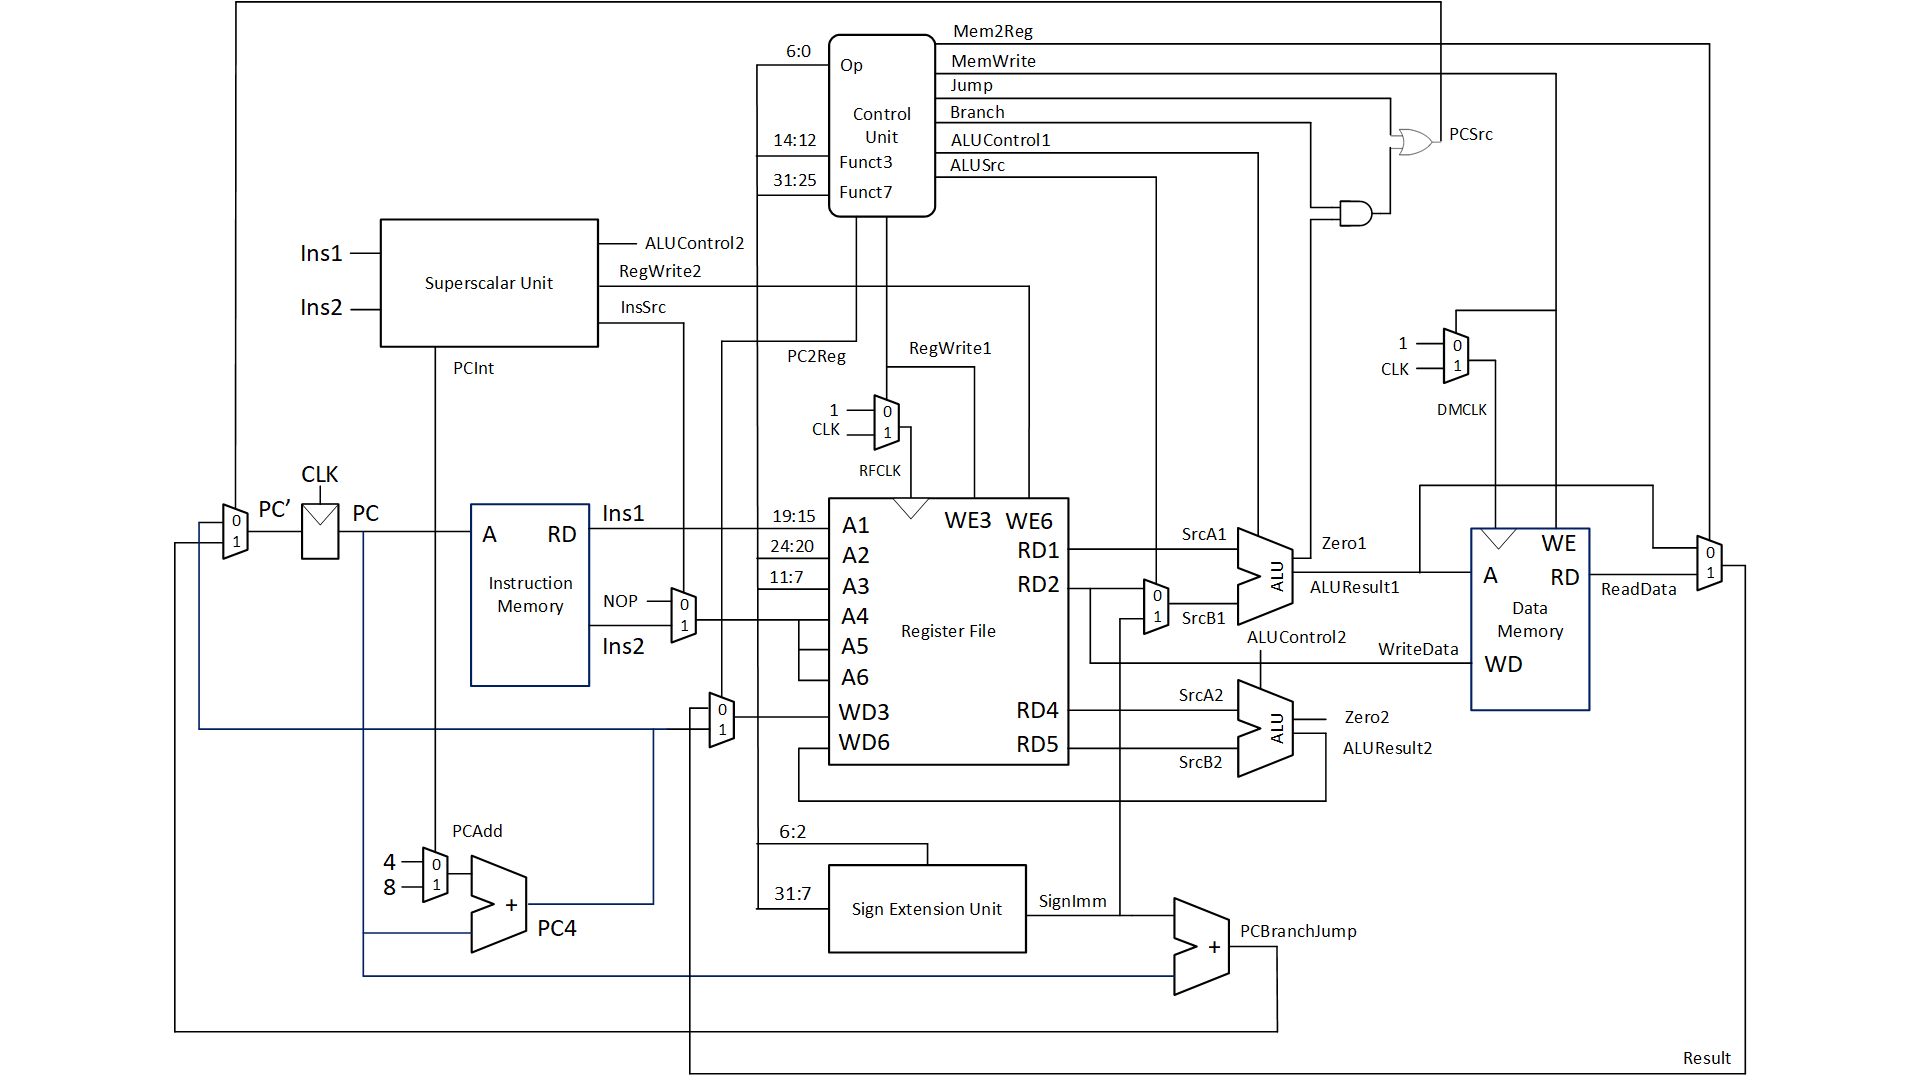 Mem2Reg
6:0
MemWrite
Op
Jump
Control
Unit
Branch
PCSrc
14:12
ALUControl1
Funct3
ALUSrc
31:25
Funct7
Ins1
ALUControl2
RegWrite2
Superscalar Unit
Ins2
InsSrc
PCInt
PC2Reg
RegWrite1
1
0
CLK
1
DMCLK
1
0
CLK
1
RFCLK
CLK
PC’
PC
0
1
A
RD
Instruction
Memory
Ins1
Ins2
NOP
0
1
19:15
24:20
11:7
A1
A2
A3
A4
A5
A6
WD3
WD6
WE3
WE6
RD1
RD2
Register File
RD4
RD5
0
1
0
1
SrcA1
SrcB1
ALU
Zero1
ALUResult1
ALUControl2
SrcA2
SrcB2
ALU
Zero2
ALUResult2
WE
A
RD
Data
Memory
WD
WriteData
ReadData
0
1
PCAdd
4
8
0
1
+
PC4
6:2
31:7
Sign Extension Unit
SignImm
+
PCBranchJump
Result